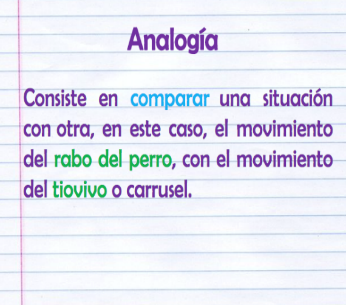 Analogía
Consiste en comparar una situación
con otra, en este caso, el movimiento
del rabo del perro, con el movimiento
del tiovivo o carrusel.